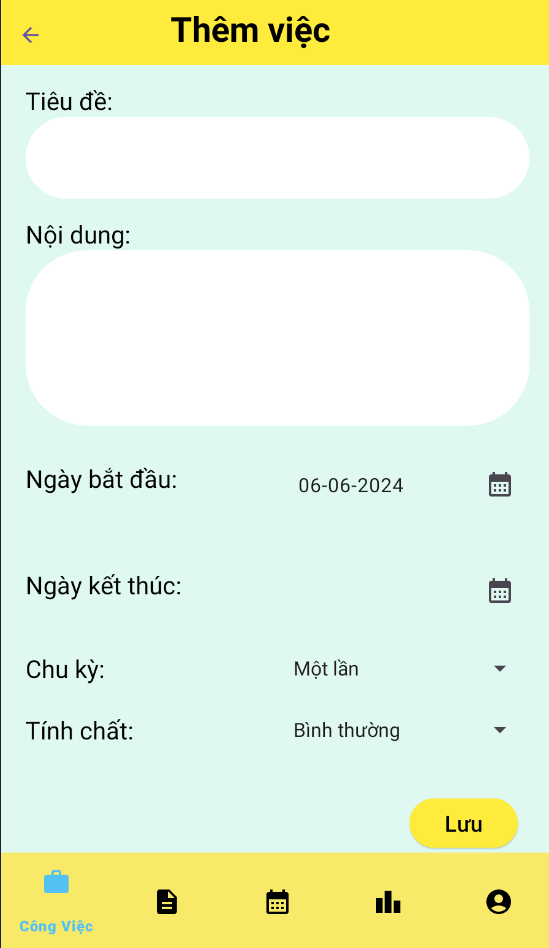 Thêm việc
Tiêu đề:
Nội dung:
Ngày bắt đầu:
06-06-2024
Ngày kết thúc:
Chu kỳ:
Một lần
Tính chất:
Bình thường
Lưu
Công Việc